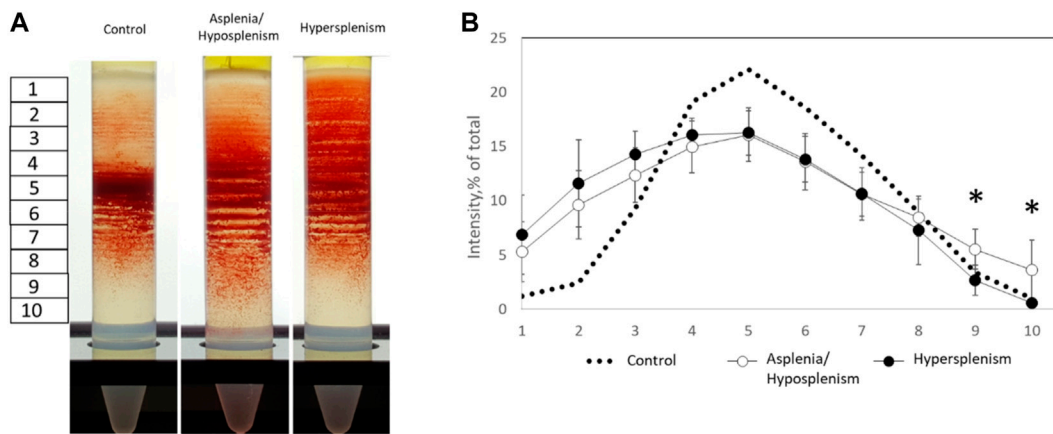 A
Control
Asplenia/
Hyposplenism
Hypersplenism
1
2
3
4
5
6
7
8
9
10
B
25
20
15
10
5
0
Intensity,% of total
*
*
1 2 3 4 5 6 7 8 9 10
Control
Asplenia/
Hyposplenism
Hypersplenism